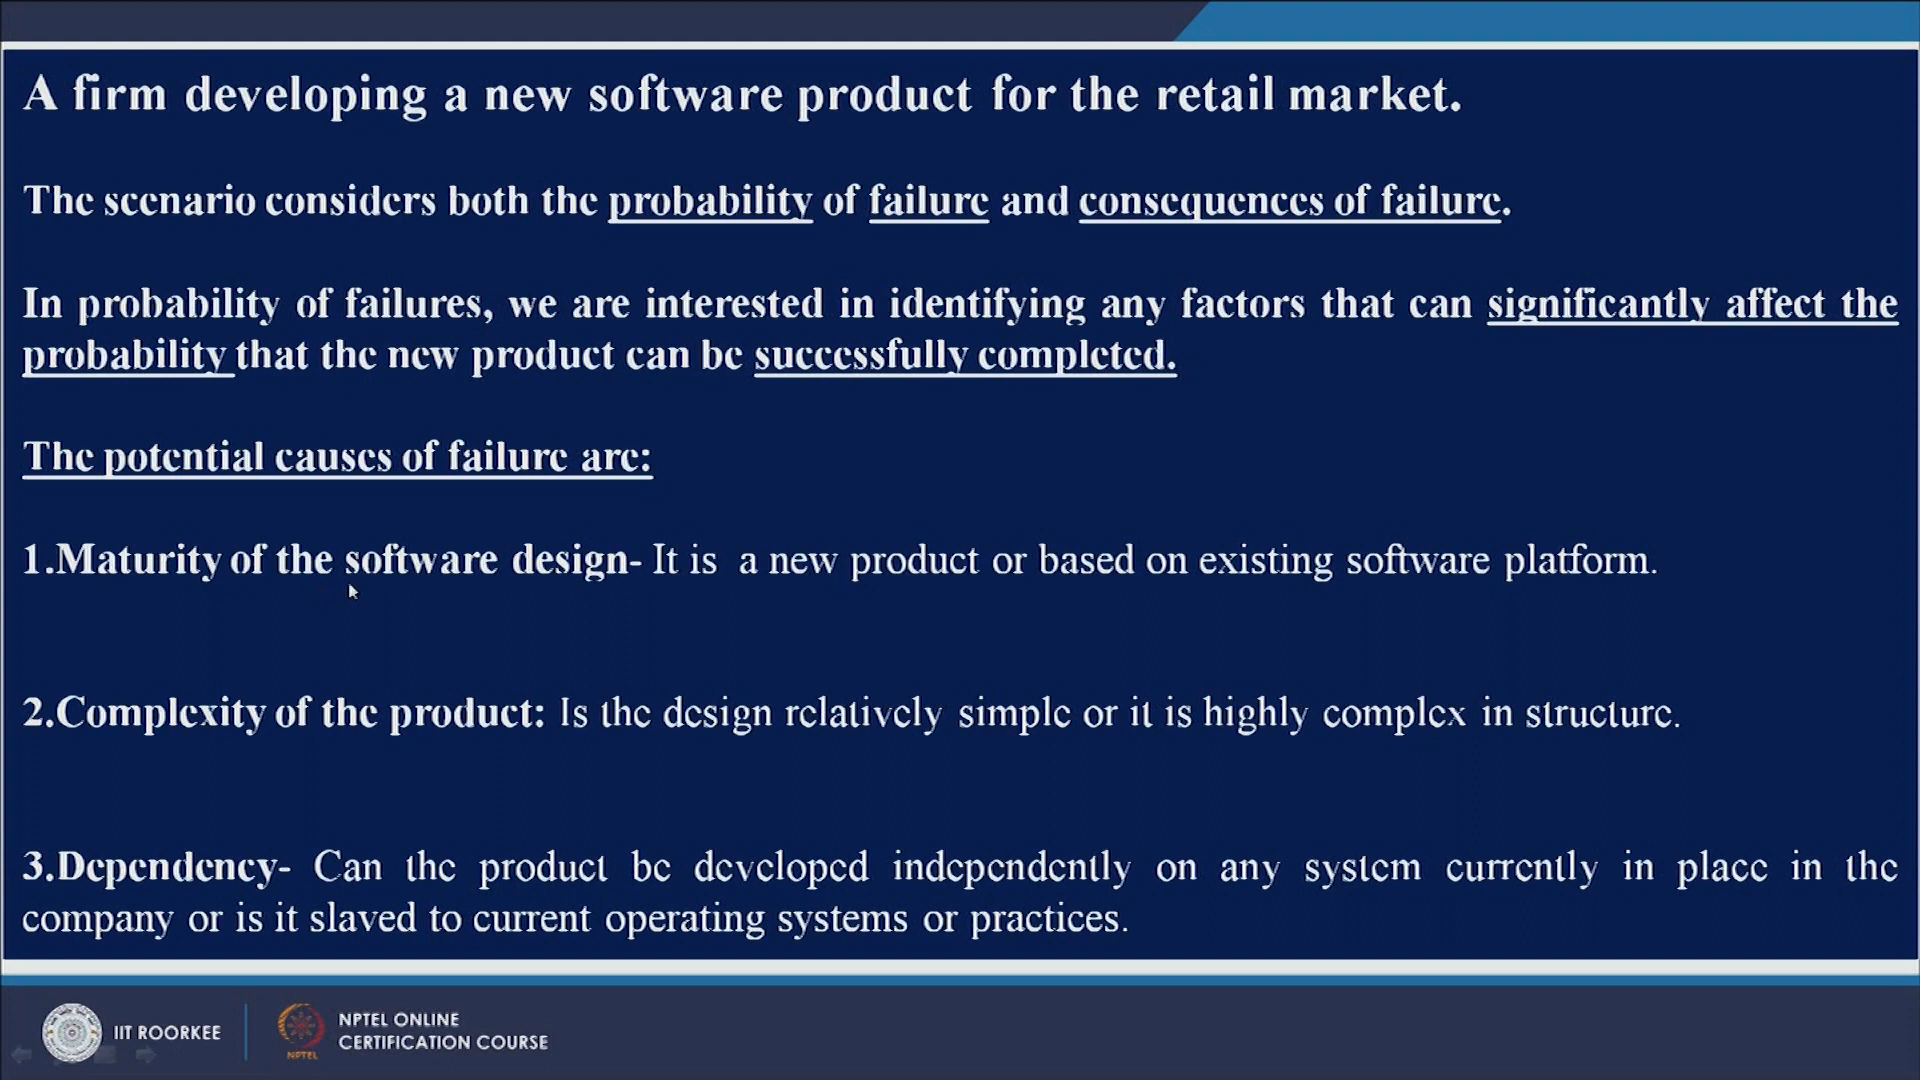 A firm developing a new software product for the retail market.
The scenario considers both the probability of failure and consequences of failure.
In probability of failures, we are interested in identifying any factors that can significantly affect the
probability that the new product can be successfully completed.
The potential causes of failure are:
1.Maturity of the software design- It is a new product or based on existing software platform.
2.Complexity of the product: Is the design relatively simple or it is highly complex in structure.
3.Dependency- Can the product be developed independently on any system currently in place in the
company or is it slaved to current operating systems or practices.
IIT ROORKEE
NPTEL ONLINE
CERTIFICATION COURSE
NPTEL